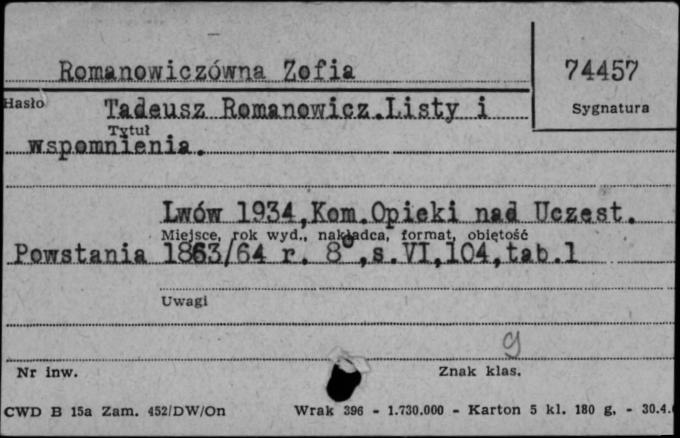 Romanowiczówna Zofia
74457
Hasło
Sygnatura
Tadeusz Romanowicz.Listy i
Tytuł
wspomnienia.
Lwów 1934,Kom.Opieki nad Uczest.
Miejsce, rok wyd., nakładca, format, objętość
Powstania 1863/64 r. 8°,s.VI,104,tab.1
Uwagi
g
Nr inw.
Znak klas.
CWD B 15a Zam. 452/DW/On Wrak 396 - 1.730.000 - Karton 5 kl. 180 g. - 30.4.